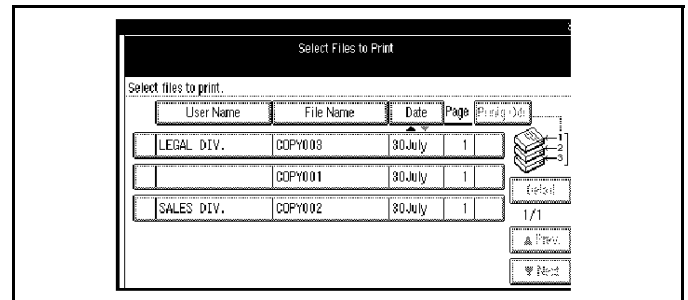 Select Files to Print
Select files to print.
User Name File Name Date Page
LEGAL DIV. COPY003 30July 1
COPY001 30July 1
SALES DIV. COPY002 30July 1
1
2
3
Detail
1/1
▲ Prev.
▼ Next